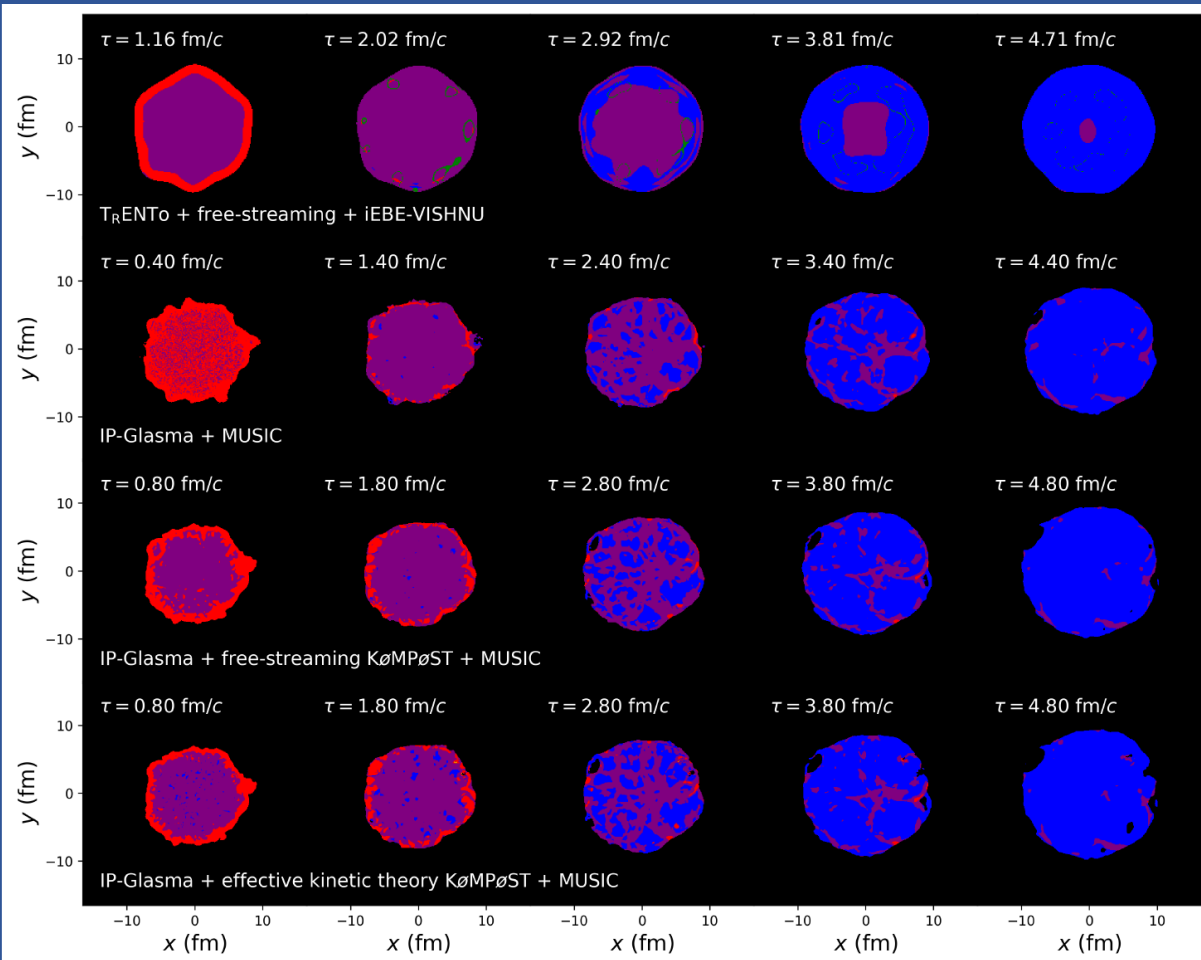 τ = 1.16 fm/c τ = 2.02 fm/c τ = 2.92 fm/c τ = 3.81 fm/c τ = 4.71 fm/c
10
y (fm)
0
−10
TRENTo + free-streaming + iEBE-VISHNU
τ = 0.40 fm/c τ = 1.40 fm/c τ = 2.40 fm/c τ = 3.40 fm/c τ = 4.40 fm/c
10
y (fm)
0
−10
IP-Glasma + MUSIC
τ = 0.80 fm/c τ = 1.80 fm/c τ = 2.80 fm/c τ = 3.80 fm/c τ = 4.80 fm/c
10
y (fm)
0
−10
IP-Glasma + free-streaming KøMPøST + MUSIC
τ = 0.80 fm/c τ = 1.80 fm/c τ = 2.80 fm/c τ = 3.80 fm/c τ = 4.80 fm/c
10
y (fm)
0
−10
IP-Glasma + effective kinetic theory KøMPøST + MUSIC
−10 0 10 −10 0 10 −10 0 10 −10 0 10 −10 0 10
x (fm) x (fm) x (fm) x (fm) x (fm)